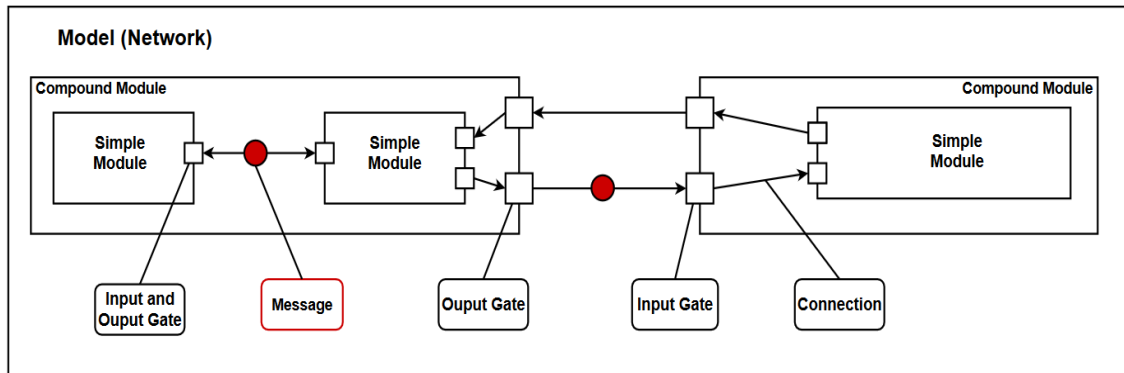 Model (Network)
Compound Module
Compound Module
Simple
Module
Simple
Module
Simple
Module
Input and
Ouput Gate
Message
Ouput Gate
Input Gate
Connection